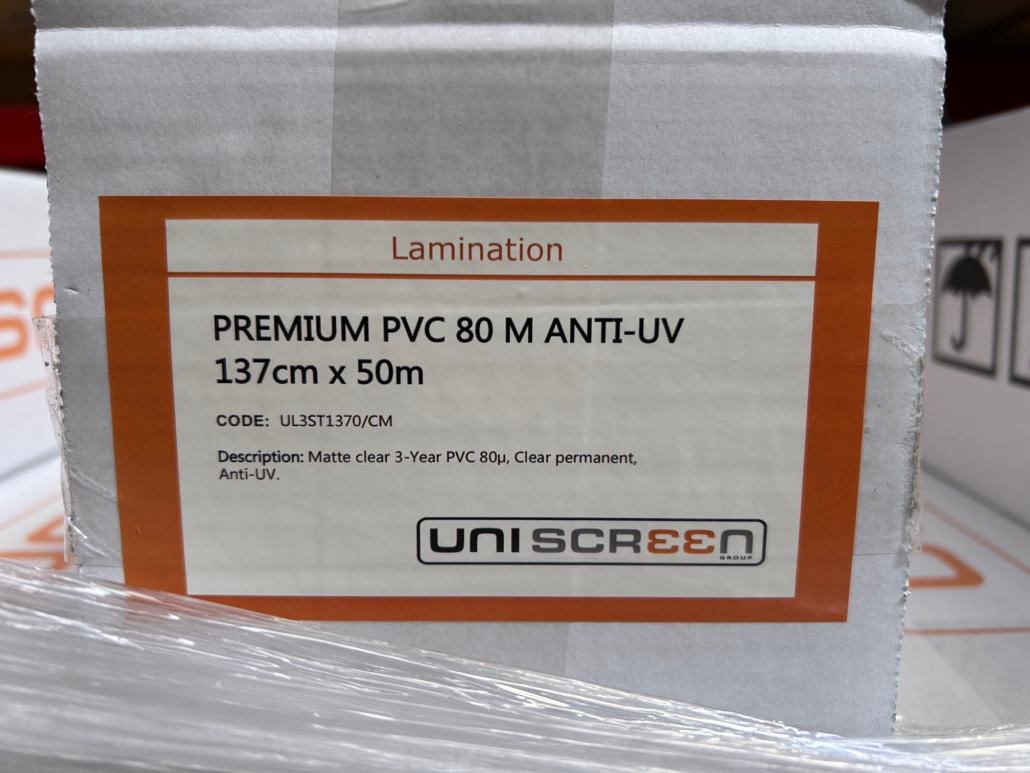 Lamination
PREMIUM PVC 80 M ANTI-UV
137cm x 50m
CODE: UL3ST1370/CM
Description: Matte clear 3-Year PVC 80µ, Clear permanent,
Anti-UV.
UNISCREEN
GROUP